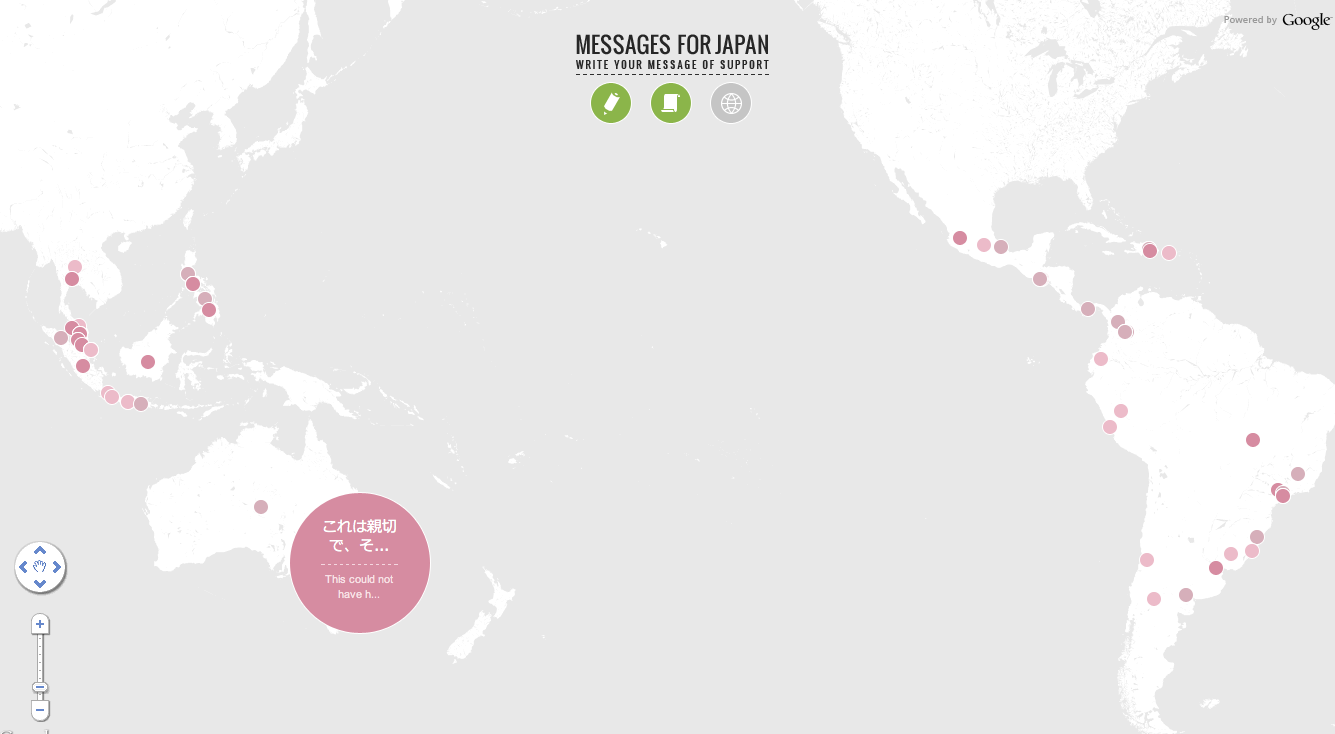 Powered by Google
MESSAGES FOR JAPAN
WRITE YOUR MESSAGE OF SUPPORT
これは親切
で、そ...
This could not
have h...